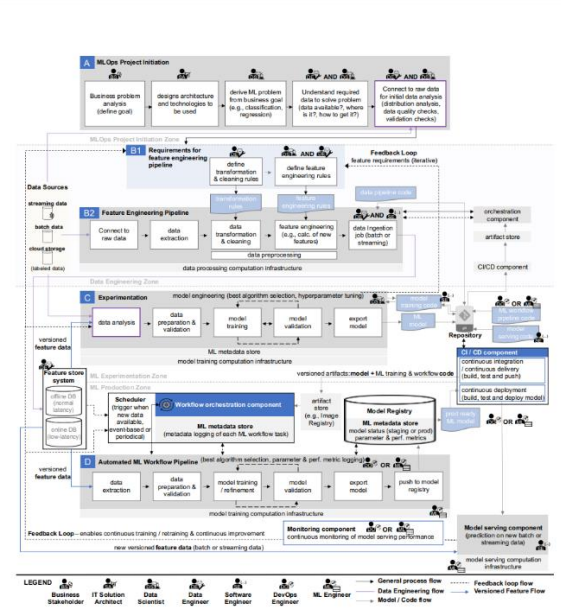 A MLOps Project Initiation
AND AND AND
Business problem
analysis
(define goal)
designs architecture
and technologies to
be used
derive ML problem
from business goal
(e.g., classification,
regression)
Understand required
data to solve problem
(data available?, where
is it?, how to get it?)
Connect to raw data
for initial data analysis
(distribution analysis,
data quality checks,
validation checks)
MLOps Project Initiation Zone
B1 Requirements for
feature engineering
pipeline
AND
define
transformation
& cleaning rules
define feature
engineering rules
Feedback Loop
feature requirements (iterative)
transformation
rules
feature
engineering rules
data pipeline code
Data Sources
streaming data
batch data
cloud storage
(labeled data)
B2 Feature Engineering Pipeline
AND
Connect to
raw data
data
extraction
data
transformation
& cleaning
feature engineering
(e.g., calc. of new
features)
data Ingestion
job (batch or
streaming)
data preprocessing
data processing computation infrastructure
orchestration
component
artifact store
CI/CD component
Data Engineering Zone
C Experimentation
model engineering (best algorithm selection, hyperparameter tuning)
data analysis
data
preparation &
validation
model
training
model
validation
export
model
ML metadata store
model training computation infrastructure
model
training code
ML
model
Repository
OR
ML workflow
pipeline code
model
serving code
versioned
feature data
ML Experimentation Zone
ML Production Zone
versioned artifacts: model + ML training & workflow code
CI / CD component
continuous integration
/ continuous delivery
(build, test and push)
continuous deployment
(build, test and deploy model)
Feature store
system
offline DB
(normal
latency)
online DB
(low-latency)
Scheduler
(trigger when
new data
available,
event-based or
periodical)
Workflow orchestration component
ML metadata store
(metadata logging of each ML workflow task)
artifact
store
(e.g., Image
Registry)
Model Registry
ML metadata store
model status (staging or prod)
parameter & perf. metrics
prod ready
ML model
OR
versioned
feature data
D Automated ML Workflow Pipeline (best algorithm selection, parameter & perf. metric logging)
OR
data
extraction
data
preparation &
validation
model training
/ refinement
model
validation
export
model
push to model
registry
model training computation infrastructure
Feedback Loop – enables continuous training / retraining & continuous improvement
Monitoring component
OR
continuous monitoring of model serving performance
new versioned feature data (batch or streaming data)
Model serving component
(prediction on new batch or
streaming data)
model serving computation
infrastructure
LEGEND
Business
Stakeholder
IT Solution
Architect
Data
Scientist
Data
Engineer
Software
Engineer
DevOps
Engineer
ML Engineer
General process flow
Data Engineering flow
Model / Code flow
Feedback loop flow
Versioned Feature Flow